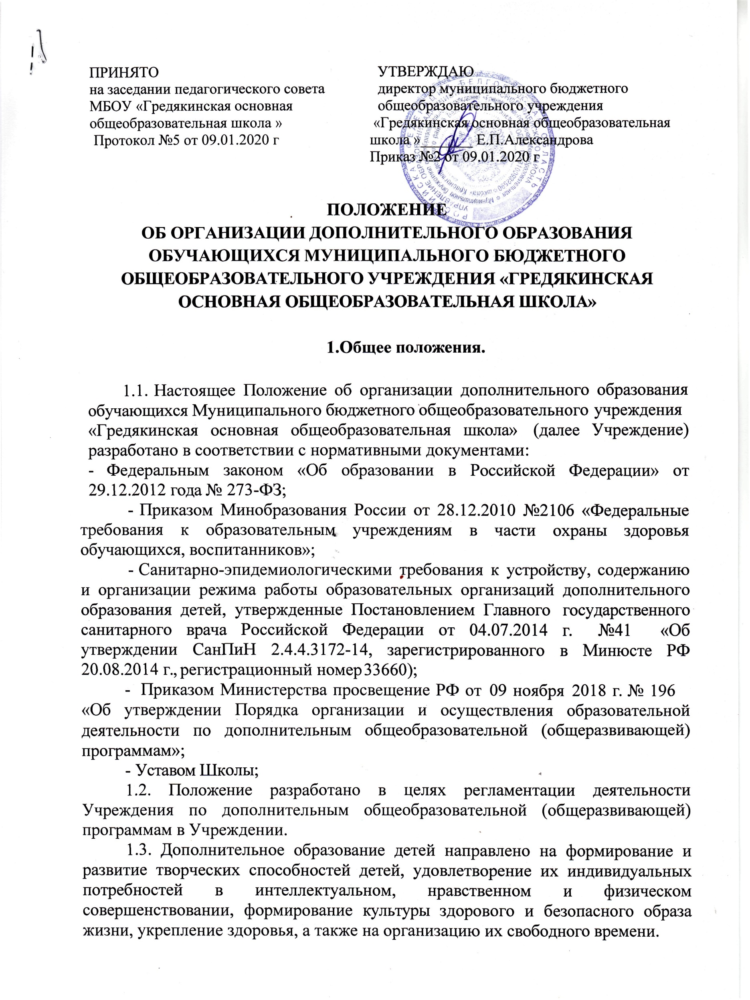 ПРИНЯТО
на заседании педагогического совета
МБОУ «Гредякинская основная
общеобразовательная школа »
Протокол №5 от 09.01.2020 г
УТВЕРЖДАЮ
директор муниципального бюджетного
общеобразовательного учреждения
«Гредякинская основная общеобразовательная
школа »_______ Е.П.Александрова
Приказ №2 от 09.01.2020 г
ПОЛОЖЕНИЕ
ОБ ОРГАНИЗАЦИИ ДОПОЛНИТЕЛЬНОГО ОБРАЗОВАНИЯ
ОБУЧАЮЩИХСЯ МУНИЦИПАЛЬНОГО БЮДЖЕТНОГО
ОБЩЕОБРАЗОВАТЕЛЬНОГО УЧРЕЖДЕНИЯ «ГРЕДЯКИНСКАЯ
ОСНОВНАЯ ОБЩЕОБРАЗОВАТЕЛЬНАЯ ШКОЛА»
1.Общее положения.
1.1. Настоящее Положение об организации дополнительного образования
обучающихся Муниципального бюджетного общеобразовательного учреждения
«Гредякинская основная общеобразовательная школа» (далее Учреждение)
разработано в соответствии с нормативными документами:
- Федеральным законом «Об образовании в Российской Федерации» от
29.12.2012 года № 273-ФЗ;
- Приказом Минобразования России от 28.12.2010 №2106 «Федеральные
требования к образовательным учреждениям в части охраны здоровья
обучающихся, воспитанников»;
- Санитарно-эпидемиологическими требования к устройству, содержанию
и организации режима работы образовательных организаций дополнительного
образования детей, утвержденные Постановлением Главного государственного
санитарного врача Российской Федерации от 04.07.2014 г. №41 «Об
утверждении СанПиН 2.4.4.3172-14, зарегистрированного в Минюсте РФ
20.08.2014 г., регистрационный номер 33660);
- Приказом Министерства просвещение РФ от 09 ноября 2018 г. № 196
«Об утверждении Порядка организации и осуществления образовательной
деятельности по дополнительным общеобразовательной (общеразвивающей)
программам»;
- Уставом Школы;
1.2. Положение разработано в целях регламентации деятельности
Учреждения по дополнительным общеобразовательной (общеразвивающей)
программам в Учреждении.
1.3. Дополнительное образование детей направлено на формирование и
развитие творческих способностей детей, удовлетворение их индивидуальных
потребностей в интеллектуальном, нравственном и физическом
совершенствовании, формирование культуры здорового и безопасного образа
жизни, укрепление здоровья, а также на организацию их свободного времени.